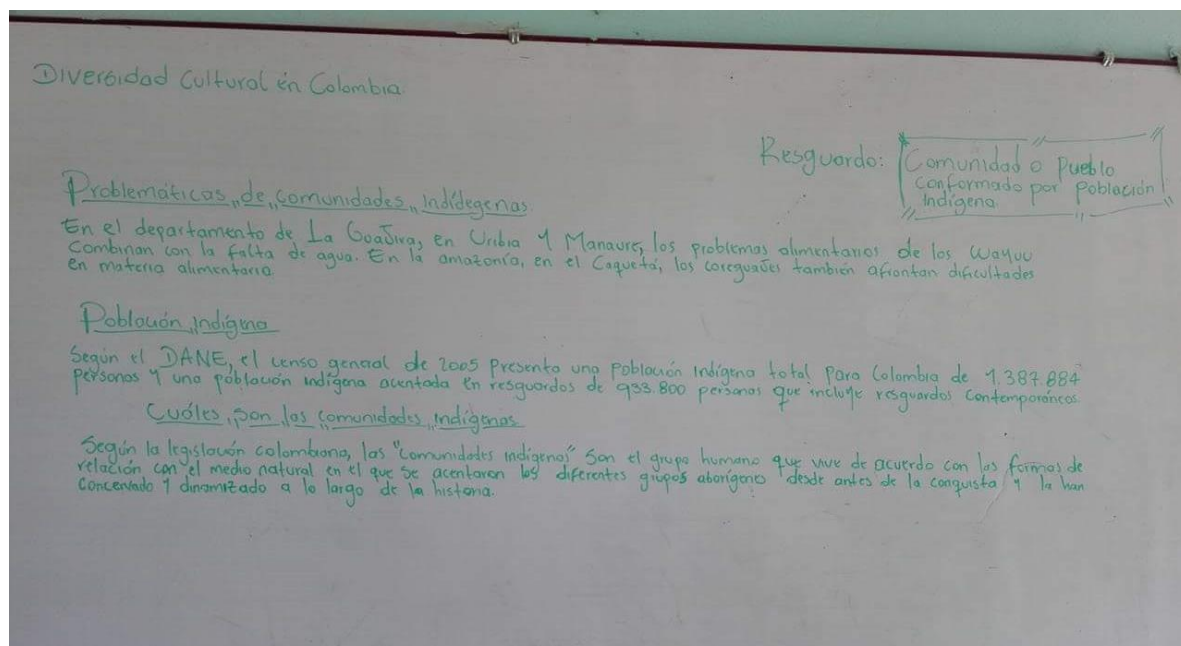 Diversidad Cultural en Colombia.
Resguardo: Comunidad o Pueblo
conformado por población
Indígena.
Problemáticas de comunidades indídegenas
En el departamento de La Guajira, en Uribia y Manaure, los problemas alimentarios de los Wayuu
combinan con la falta de agua. En la amazonía, en el Caquetá, los coreguajes también afrontan dificultades
en materia alimentaria
Población indígena
Según el DANE, el censo general de 2005 Presento una Población Indígena total Para Colombia de 1.387.884
personas y una población indígena acentada en resguardos de 933.800 personas que incluye resguardos contemporáneos.
Cuáles son las comunidades indígenas
Según la legislación colombiana, las "comunidades indígenas" son el grupo humano que vive de acuerdo con las formas de
relación con el medio natural en el que se acentaron los diferentes grupos aborígenes desde antes de la conquista y la han
concervado y dinamizado a lo largo de la historia.